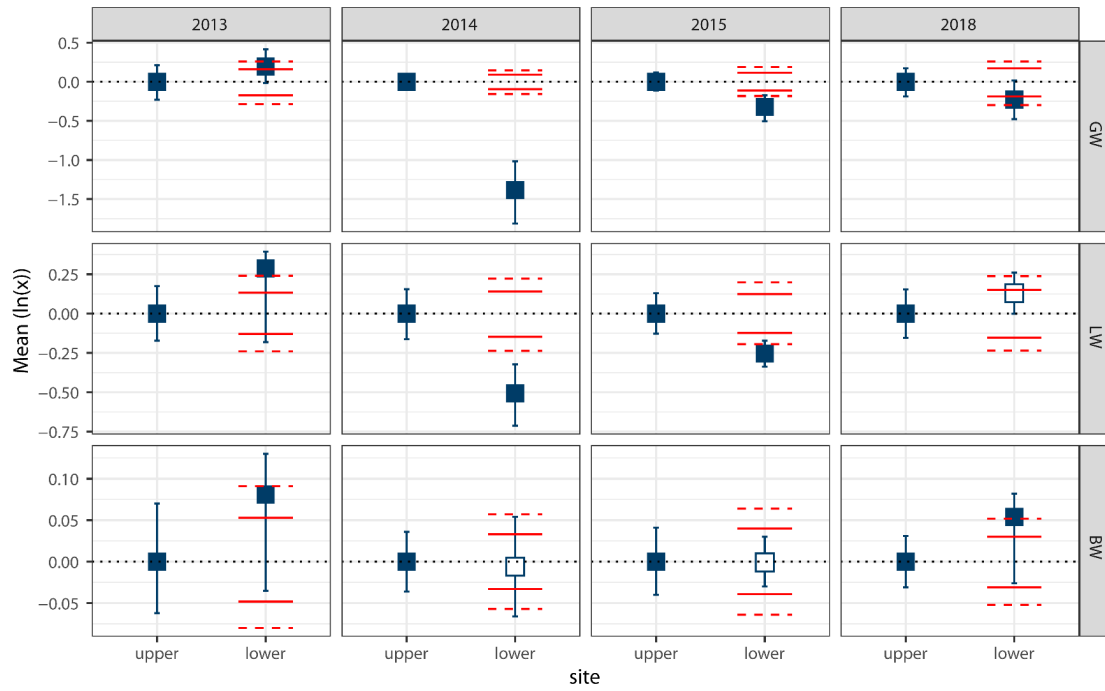 2013 2014 2015 2018
0.5
0.0
−0.5
−1.0
−1.5
GW
0.25
0.00
−0.25
−0.50
−0.75
LW
0.10
0.05
0.00
−0.05
BW
Mean (ln(x))
upper lower upper lower upper lower upper lower
site